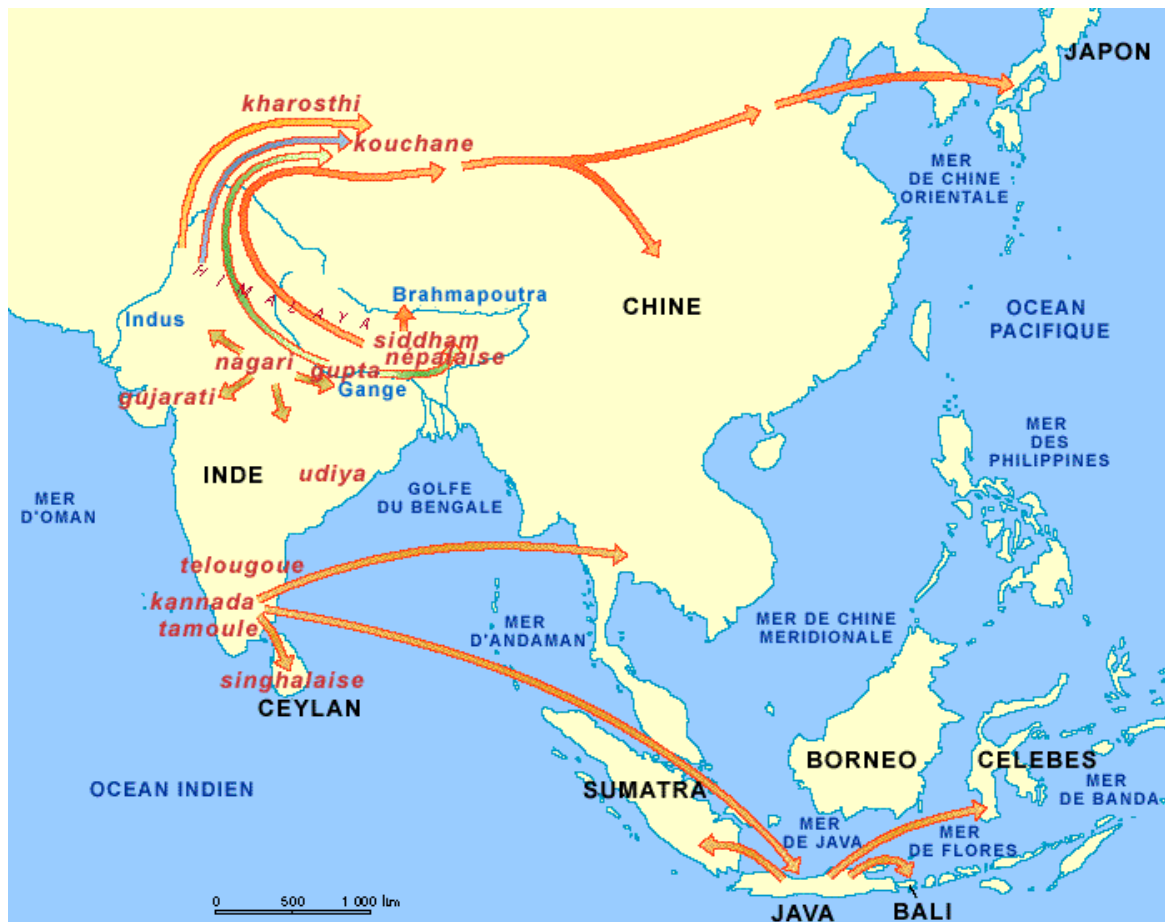 JAPON
kharosthi
kouchane
MER
DE CHINE
ORIENTALE
HIMALAYA
Brahmapoutra
CHINE
OCEAN
PACIFIQUE
Indus
siddham
népalaise
nagari
gupta
Gange
gujarati
MER
DES
PHILIPPINES
INDE
udiya
MER
D'OMAN
GOLFE
DU BENGALE
telougoue
kannada
tamoule
MER
D'ANDAMAN
MER DE CHINE
MERIDIONALE
singhalaise
CEYLAN
OCEAN INDIEN
SUMATRA
BORNEO
CELEBES
MER
DE BANDA
MER
DE JAVA
MER
DE FLORES
0 500 1 000 km
JAVA
BALI